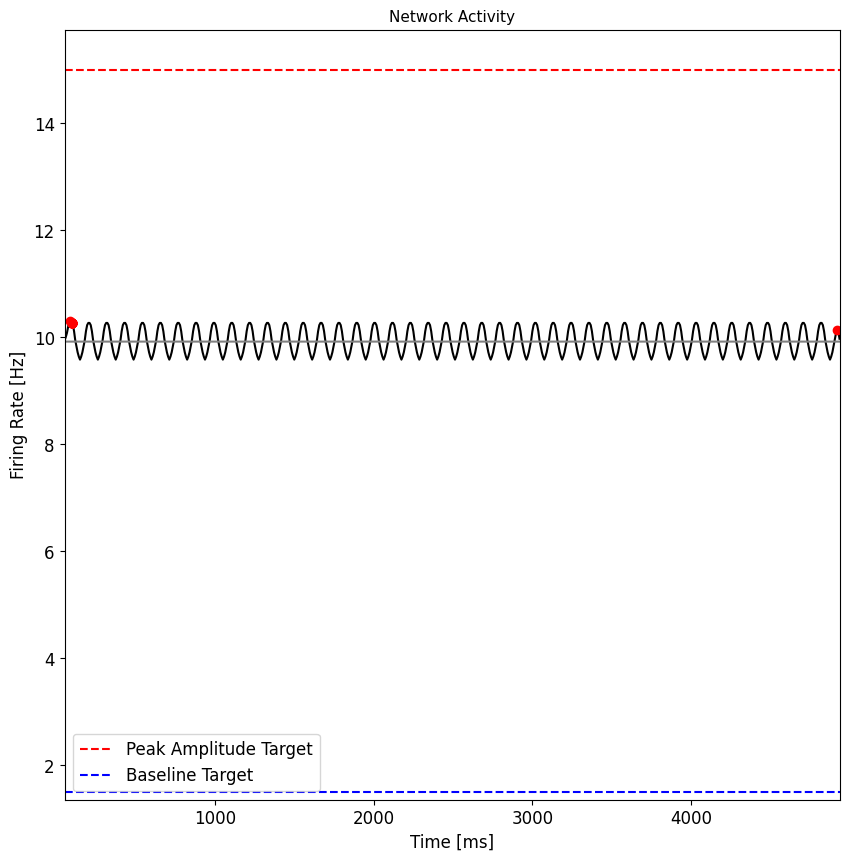 Network Activity
14
12
10
8
6
4
2
Firing Rate [Hz]
Peak Amplitude Target
Baseline Target
1000 2000 3000 4000
Time [ms]